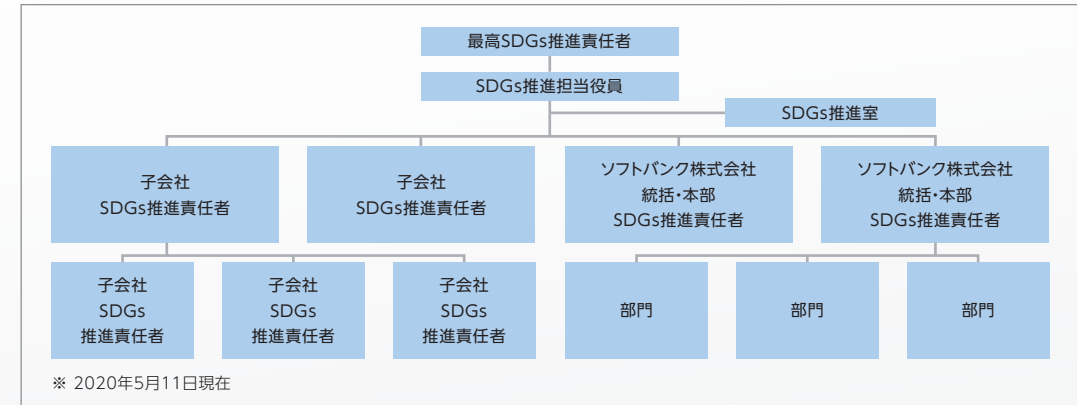 最高SDGs推進責任者
SDGs推進担当役員
SDGs推進室
子会社
SDGs推進責任者
子会社
SDGs推進責任者
ソフトバンク株式会社
統括・本部
SDGs推進責任者
ソフトバンク株式会社
統括・本部
SDGs推進責任者
子会社
SDGs
推進責任者
子会社
SDGs
推進責任者
子会社
SDGs
推進責任者
部門
部門
部門
※ 2020年5月11日現在